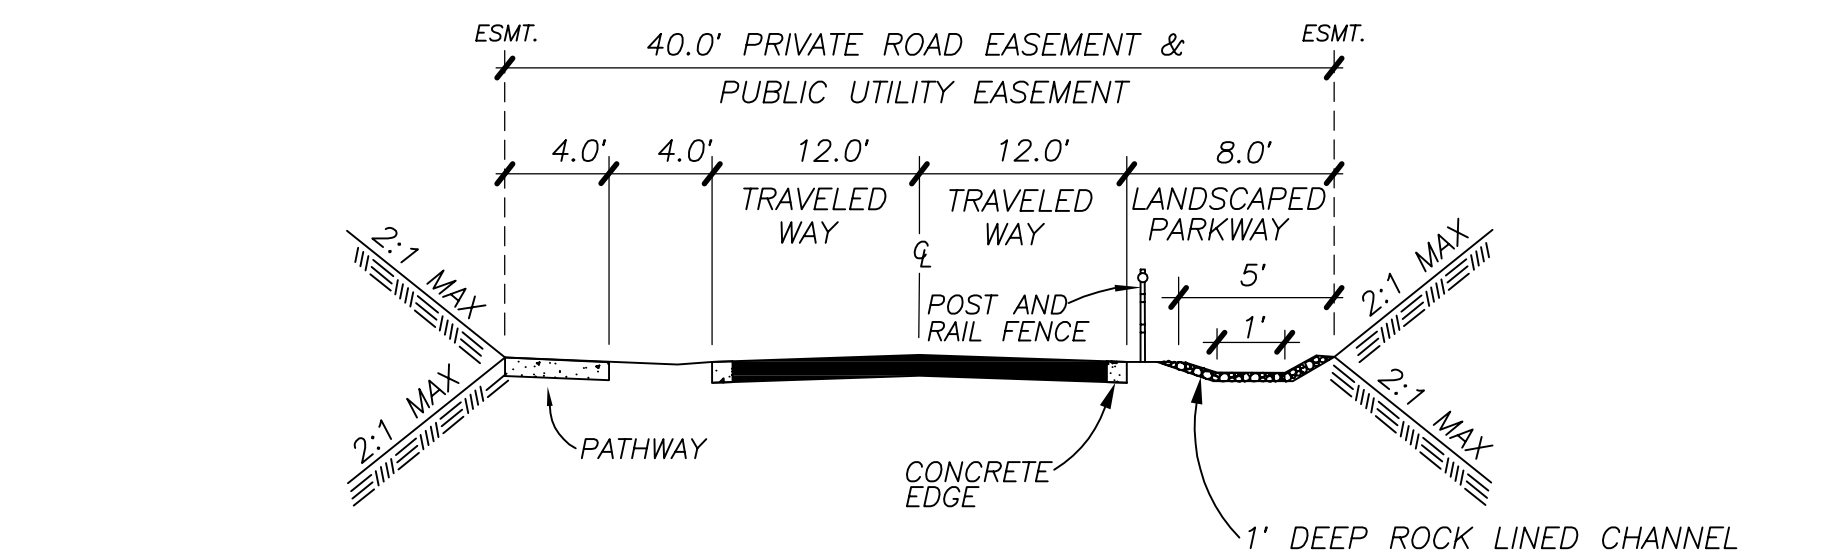 ESMT.
ESMT.
40.0' PRIVATE ROAD EASEMENT &
PUBLIC UTILITY EASEMENT
4.0'
4.0'
12.0'
12.0'
8.0'
TRAVELED
WAY
TRAVELED
WAY
LANDSCAPED
PARKWAY
℄
2:1 MAX
2:1 MAX
5'
1'
POST AND
RAIL FENCE
2:1 MAX
2:1 MAX
PATHWAY
CONCRETE
EDGE
1' DEEP ROCK LINED CHANNEL